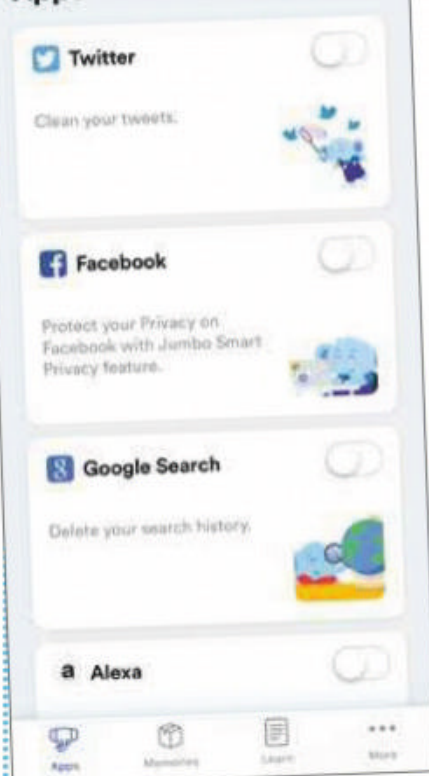 Twitter
Clean your tweets.
Facebook
Protect your Privacy on
Facebook with Jumbo Smart
Privacy feature.
Google Search
Delete your search history.
a Alexa
Apps
Memories
Learn
More